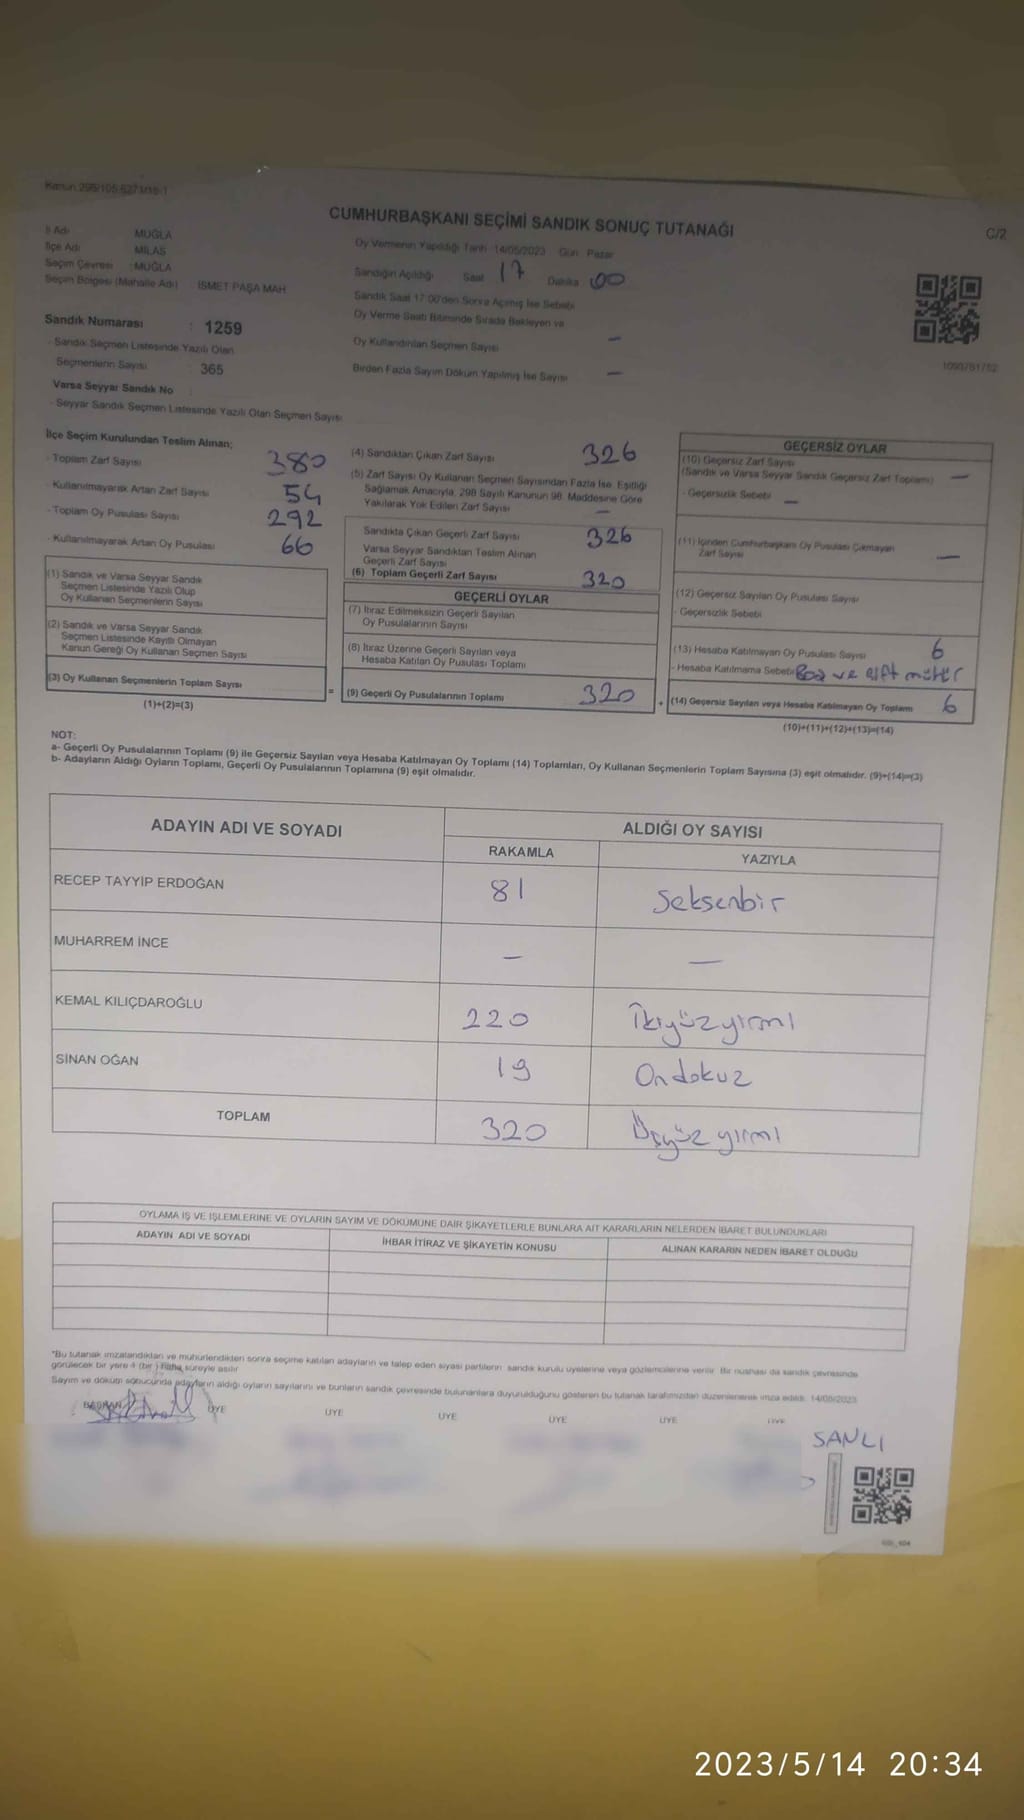 Kanun 298/105 627 M18-1
CUMHURBAŞKANI SEÇİMİ SANDIK SONUÇ TUTANAĞI
C/2
İl Adı MUĞLA
İlçe Adı MİLAS
Seçim Çevresi :MUĞLA
Seçim Bölgesi (Mahalle Adı) İSMET PAŞA MAH
Oy Vermenin Yapıldığı Tarih 14/05/2023 Gün Pazar
Sandığın Açıldığı Saat 17 Dakika 00
Sandık Saat 17:00'den Sonra Açılmış İse Sebebi
Oy Verme Saati Bitiminde Sırada Bekleyen ve
Oy Kullandırılan Seçmen Sayısı —
Birden Fazla Sayım Döküm Yapılmış İse Sayısı —
Sandık Numarası : 1259
- Sandık Seçmen Listesinde Yazılı Olan
Seçmenlerin Sayısı : 365
Varsa Seyyar Sandık No :
- Seyyar Sandık Seçmen Listesinde Yazılı Olan Seçmen Sayısı
1090781752
İlçe Seçim Kurulundan Teslim Alınan;
- Toplam Zarf Sayısı 380
- Kullanılmayarak Artan Zarf Sayısı 54
- Toplam Oy Pusulası Sayısı 292
- Kullanılmayarak Artan Oy Pusulası 66
(1) Sandık ve Varsa Seyyar Sandık
Seçmen Listesinde Yazılı Olup
Oy Kullanan Seçmenlerin Sayısı
(2) Sandık ve Varsa Seyyar Sandık
Seçmen Listesinde Kayıtlı Olmayan
Kanun Gereği Oy Kullanan Seçmen Sayısı
(3) Oy Kullanan Seçmenlerin Toplam Sayısı
(1)+(2)=(3)
=
(4) Sandıktan Çıkan Zarf Sayısı 326
(5) Zarf Sayısı Oy Kullanan Seçmen Sayısından Fazla İse, Eşitliği
Sağlamak Amacıyla, 298 Sayılı Kanunun 98. Maddesine Göre
Yakılarak Yok Edilen Zarf Sayısı —
Sandıkta Çıkan Geçerli Zarf Sayısı 326
Varsa Seyyar Sandıktan Teslim Alınan
Geçerli Zarf Sayısı
(6) Toplam Geçerli Zarf Sayısı 320
GEÇERLİ OYLAR
(7) İtiraz Edilmeksizin Geçerli Sayılan
Oy Pusulalarının Sayısı
(8) İtiraz Üzerine Geçerli Sayılan veya
Hesaba Katılan Oy Pusulası Toplamı
(9) Geçerli Oy Pusulalarının Toplamı 320
+
GEÇERSİZ OYLAR
(10) Geçersiz Zarf Sayısı
(Sandık ve Varsa Seyyar Sandık Geçersiz Zarf Toplamı) —
- Geçersizlik Sebebi —
(11) İçinden Cumhurbaşkanı Oy Pusulası Çıkmayan
Zarf Sayısı —
(12) Geçersiz Sayılan Oy Pusulası Sayısı
- Geçersizlik Sebebi
(13) Hesaba Katılmayan Oy Pusulası Sayısı 6
- Hesaba Katılmama Sebebi Boş ve çift mühür
(14) Geçersiz Sayılan veya Hesaba Katılmayan Oy Toplamı 6
(10)+(11)+(12)+(13)=(14)
NOT:
a- Geçerli Oy Pusulalarının Toplamı (9) ile Geçersiz Sayılan veya Hesaba Katılmayan Oy Toplamı (14) Toplamları, Oy Kullanan Seçmenlerin Toplam Sayısına (3) eşit olmalıdır. (9)+(14)=(3)
b- Adayların Aldığı Oyların Toplamı, Geçerli Oy Pusulalarının Toplamına (9) eşit olmalıdır.
ADAYIN ADI VE SOYADI
ALDIĞI OY SAYISI
RAKAMLA YAZIYLA
RECEP TAYYİP ERDOĞAN 81 Seksenbir
MUHARREM İNCE — —
KEMAL KILIÇDAROĞLU 220 İkiyüzyirmi
SİNAN OĞAN 19 Ondokuz
TOPLAM 320 Üçyüz yirmi
OYLAMA İŞ VE İŞLEMLERİNE VE OYLARIN SAYIM VE DÖKÜMÜNE DAİR ŞİKAYETLERLE BUNLARA AİT KARARLARIN NELERDEN İBARET BULUNDUKLARI
ADAYIN ADI VE SOYADI İHBAR İTİRAZ VE ŞİKAYETİN KONUSU ALINAN KARARIN NEDEN İBARET OLDUĞU
*Bu tutanak imzalandıktan ve mühürlendikten sonra seçime katılan adayların ve talep eden siyasi partilerin sandık kurulu üyelerine veya gözlemcilerine verilir. Bir nüshası da sandık çevresinde
görülecek bir yere 1 (bir ) hafta süreyle asılır
Sayım ve döküm sonucunda adayların aldığı oyların sayılarını ve bunların sandık çevresinde bulunanlara duyurulduğunu gösteren bu tutanak tarafımızdan düzenlenerek imza edildi. 14/05/2023
BAŞKAN ÜYE ÜYE ÜYE ÜYE ÜYE ÜYE
SANLI
2023/5/14 20:34